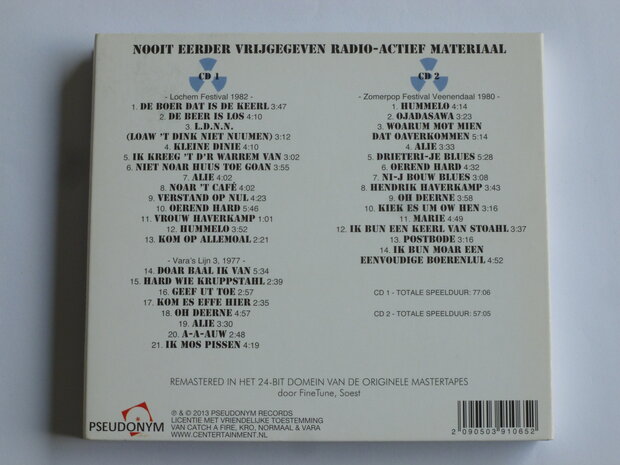 NOOIT EERDER VRIJGEGEVEN RADIO-ACTIEF MATERIAAL
CD 1
- Lochem Festival 1982 -
1. DE BOER DAT IS DE KEERL 3:47
2. DE BEER IS LOS 4:10
3. L.D.N.N.
(LOAW 'T DINK NIET NUUMEN) 3:12
4. KLEINE DINIE 4:10
5. IK KREEG 'T D'R WARREM VAN 3:02
6. NIET NOAR HUUS TOE GOAN 3:55
7. ALIE 4:02
8. NOAR 'T CAFÉ 4:02
9. VERSTAND OP NUL 4:23
10. OEREND HARD 5:46
11. VROUW HAVERKAMP 1:01
12. HUMMELO 3:52
13. KOM OP ALLEMOAL 2:21
- Vara's Lijn 3, 1977 -
14. DOAR BAAL IK VAN 5:34
15. HARD WIE KRUPPSTAHL 2:39
16. GEEF UT TOE 2:57
17. KOM ES EFFE HIER 2:35
18. OH DEERNE 4:57
19. ALIE 3:30
20. A-A-AUW 2:48
21. IK MOS PISSEN 4:19
CD 2
- Zomerpop Festival Veenendaal 1980 -
1. HUMMELO 4:14
2. OJADASAWA 3:23
3. WOARUM MOT MIEN
DAT OAVERKOMMEN 5:14
4. ALIE 4:33
5. DRIETERI-JE BLUES 5:28
6. OEREND HARD 4:32
7. NI-J BOUW BLUES 3:08
8. HENDRIK HAVERKAMP 3:43
9. OH DEERNE 3:58
10. KIEK ES UM OW HEN 3:16
11. MARIE 4:49
12. IK BUN EEN KEERL VAN STOAHL 3:37
13. POSTBODE 3:16
14. IK BUN MOAR EEN
EENVOUDIGE BOERENLUL 4:52
CD 1 - TOTALE SPEELDUUR: 77:06
CD 2 - TOTALE SPEELDUUR: 57:05
REMASTERED IN HET 24-BIT DOMEIN VAN DE ORIGINELE MASTERTAPES
door FineTune, Soest
PSEUDONYM
℗ & © 2013 PSEUDONYM RECORDS
LICENTIE MET VRIENDELIJKE TOESTEMMING
VAN CATCH A FIRE, KRO, NORMAAL & VARA
WWW.CENTERTAINMENT.NL
2 090503 910652